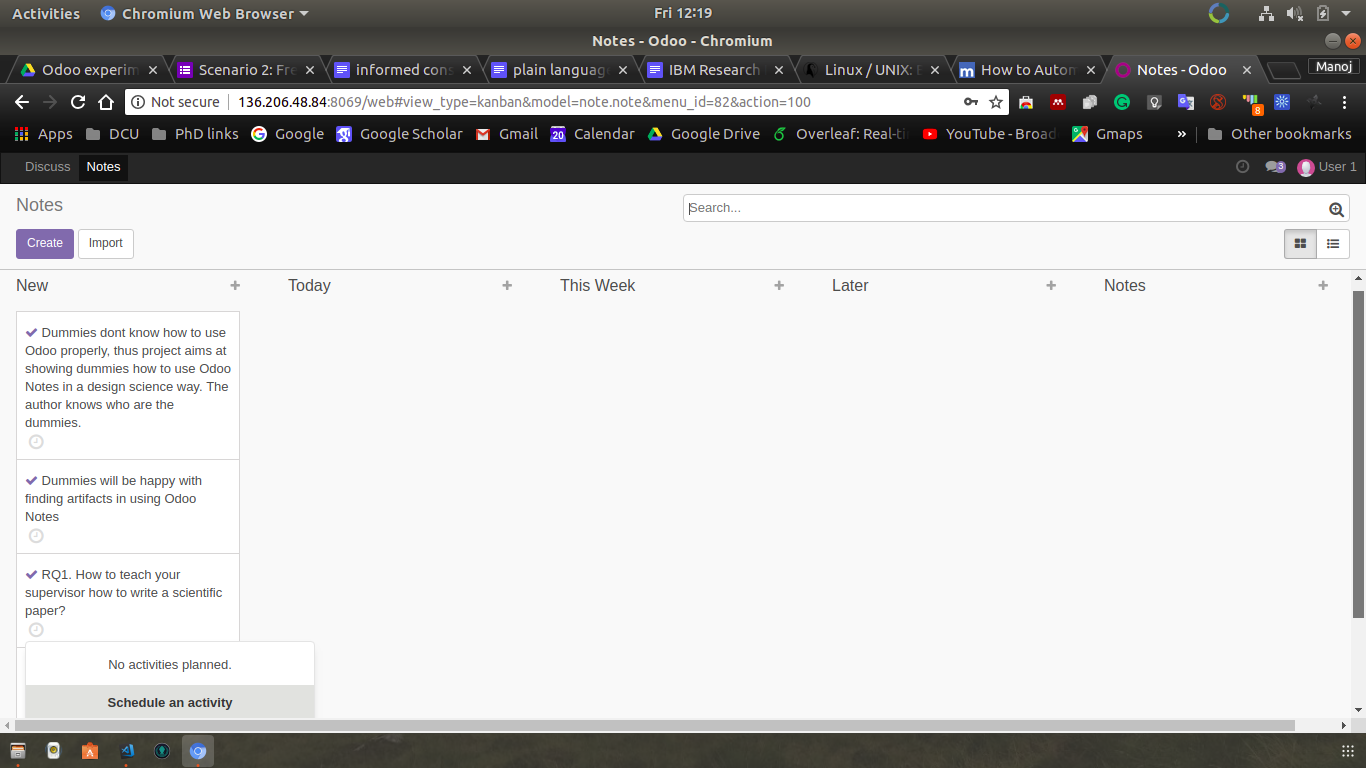 Activities Chromium Web Browser Fri 12:19
Notes - Odoo - Chromium
Odoo experim Scenario 2: Fre informed cons plain language IBM Research Linux / UNIX: E How to Autom Notes - Odoo Manoj
Not secure 136.206.48.84:8069/web#view_type=kanban&model=note.note&menu_id=82&action=100 8
Apps DCU PhD links Google Google Scholar Gmail 20 Calendar Google Drive Overleaf: Real-ti YouTube - Broad Gmaps » Other bookmarks
Discuss Notes 3 User 1
Notes Search...
Create Import
New + Today + This Week + Later + Notes +
Dummies dont know how to use
Odoo properly, thus project aims at
showing dummies how to use Odoo
Notes in a design science way. The
author knows who are the
dummies.
Dummies will be happy with
finding artifacts in using Odoo
Notes
RQ1. How to teach your
supervisor how to write a scientific
paper?
No activities planned.
Schedule an activity